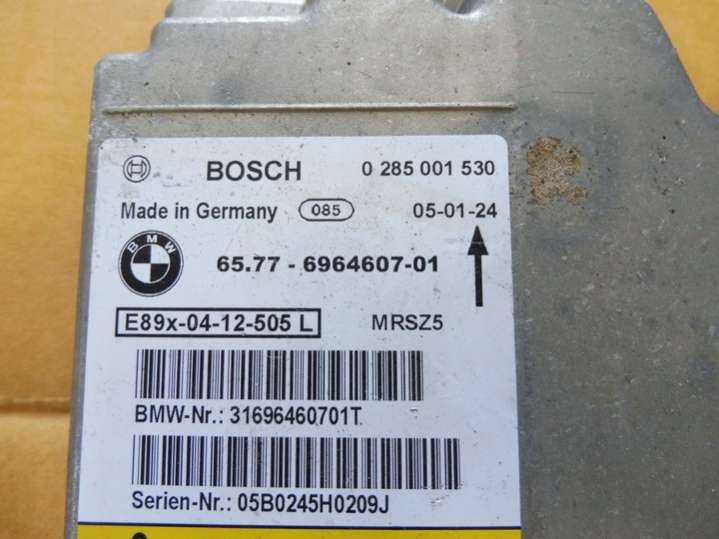 BOSCH 0 285 001 530
Made in Germany 085 05-01-24
BMW 65.77 - 6964607-01
E89x-04-12-505 L MRSZ5
BMW-Nr.: 31696460701T
Serien-Nr.: 05B0245H0209J